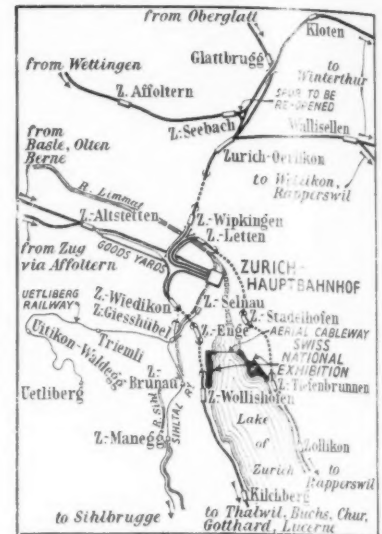 from Oberglatt
Kloten
Glattbrugg
from Wettingen
to
Winterthur
Z.-Affoltern
SPUR TO BE
RE-OPENED
Z.-Seebach
Wallisellen
from
Basle, Olten
Berne
Zurich-Oerlikon
R. Limmat
to Wetzikon,
Rapperswil
Z.-Altstetten
Z.-Wipkingen
Z.-Letten
from Zug
via Affoltern
GOODS YARDS
ZURICH-
HAUPTBAHNHOF
UETLIBERG
RAILWAY
Z.-Wiedikon
Z.-Selnau
Z.-Giesshübel
Z.-Stadelhofen
Z.-Enge
AERIAL CABLEWAY
Triemli
SWISS
NATIONAL
EXHIBITION
Uitikon-Waldegg
Z.-
Brunau
Z.-Tiefenbrunnen
Uetliberg
Z.-Wollishofen
R. Sihl
SIHLTAL RY
Lake
of
Zurich
Z.-Manegg
Zollikon
to
Rapperswil
Kilchberg
to Sihlbrugge
to Thalwil, Buchs, Chur,
Gotthard, Lucerne